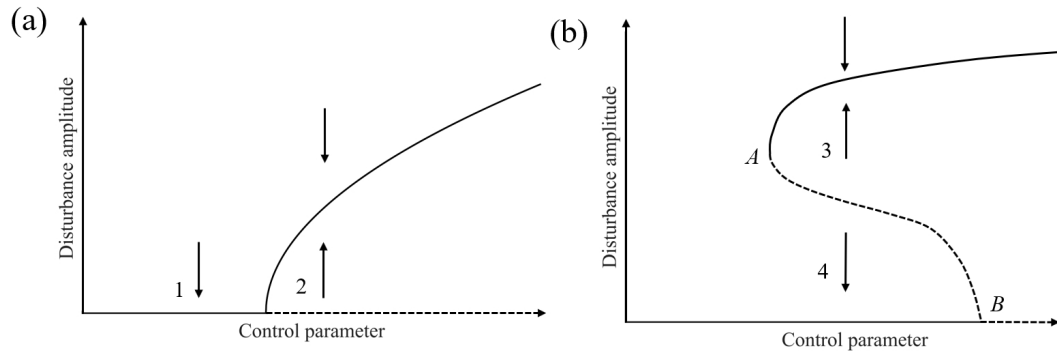 (a)
Disturbance amplitude
1
2
Control parameter
(b)
Disturbance amplitude
A
3
4
B
Control parameter